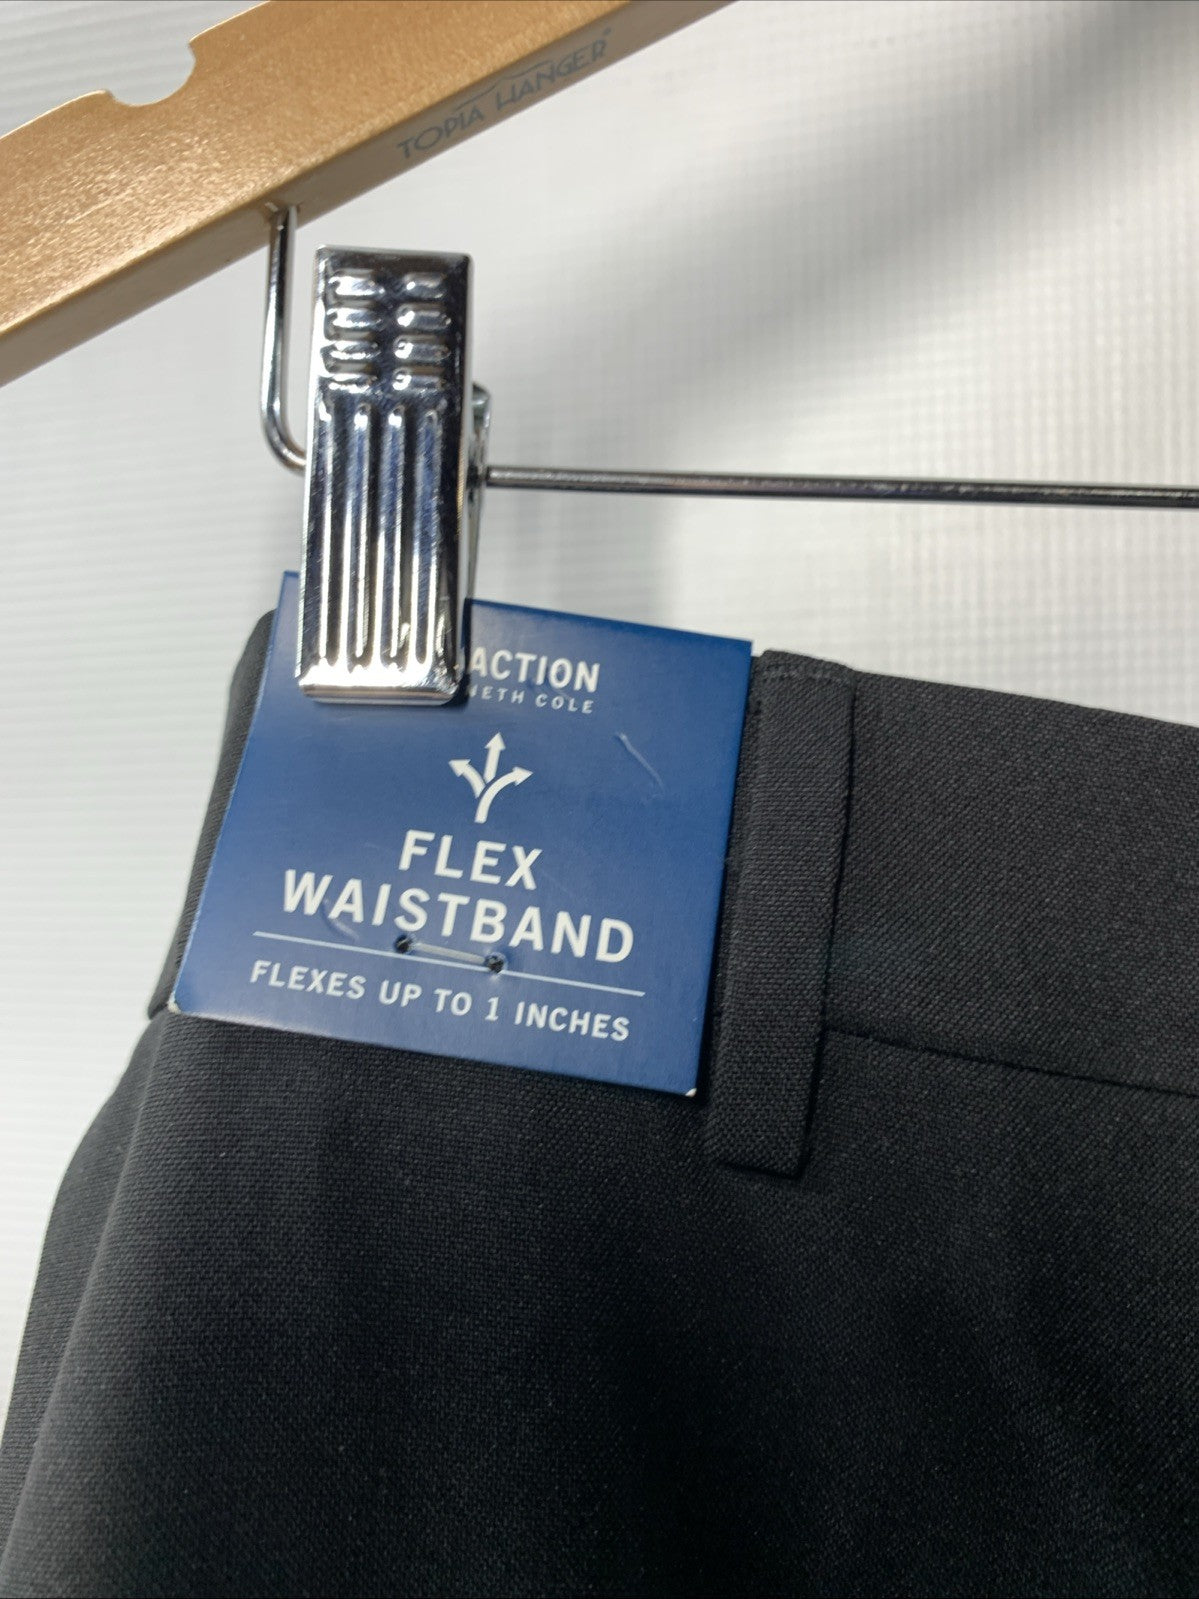 TOPIA HANGER
ACTION
NETH COLE
FLEX
WAISTBAND
FLEXES UP TO 1 INCHES